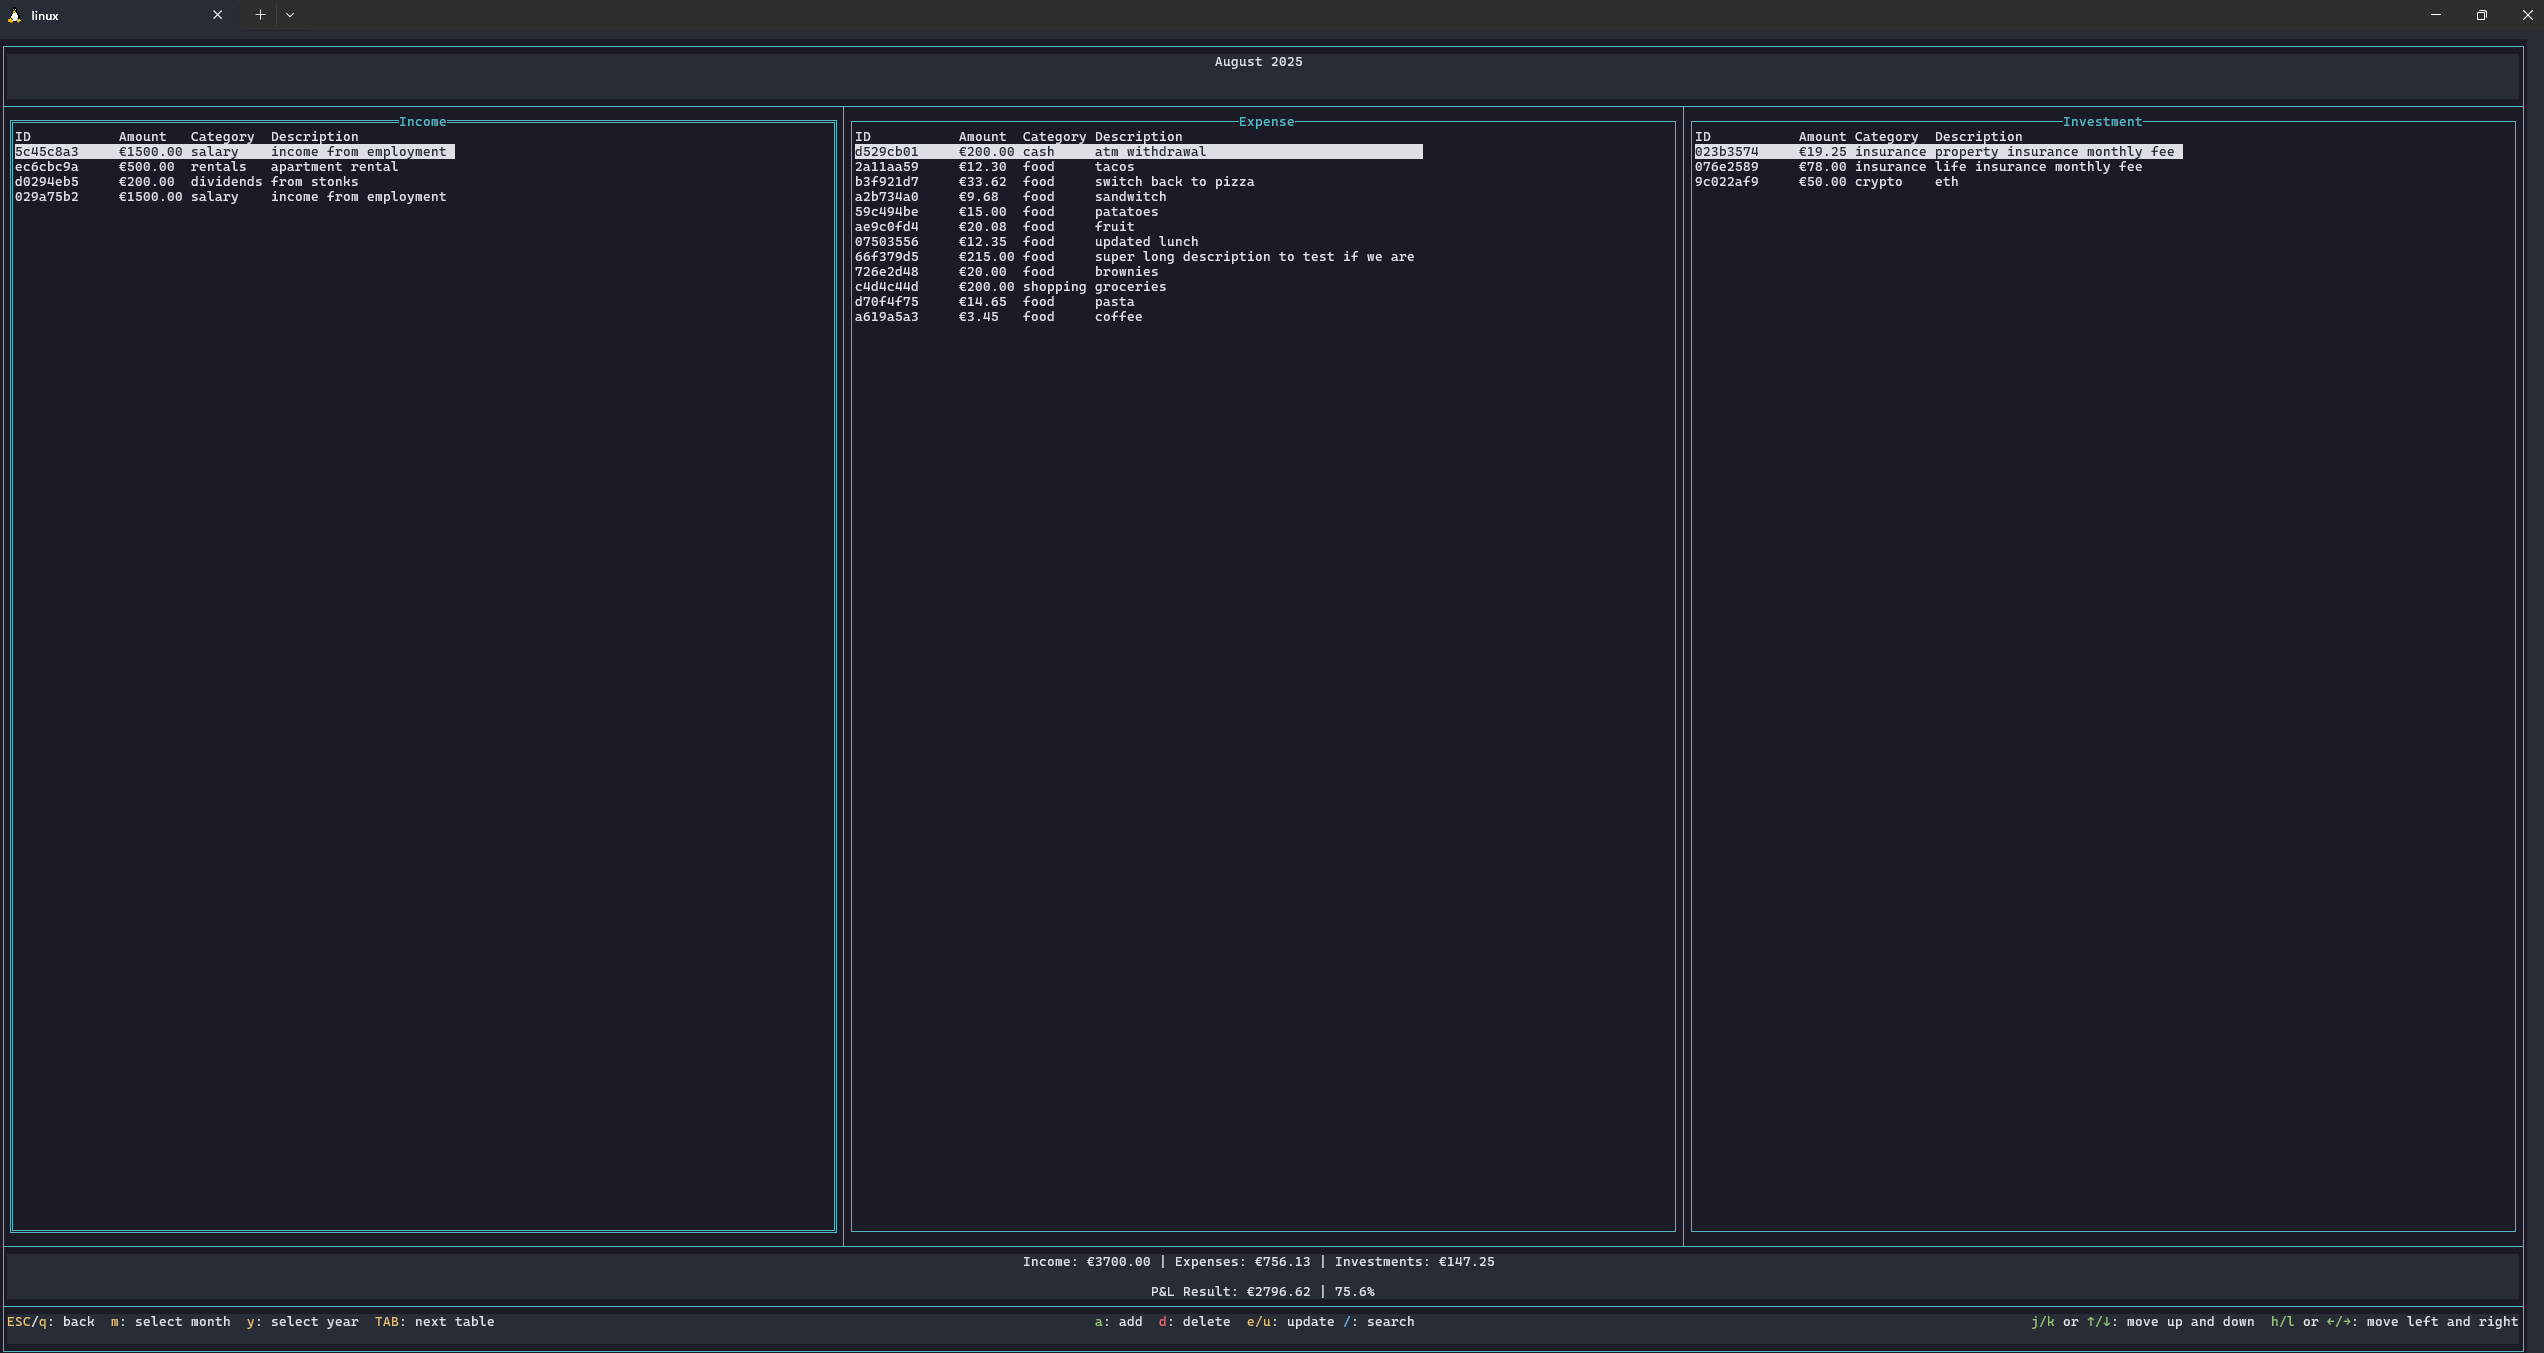 linux
August 2025
Income
ID Amount Category Description
5c45c8a3 €1500.00 salary income from employment
ec6cbc9a €500.00 rentals apartment rental
d0294eb5 €200.00 dividends from stonks
029a75b2 €1500.00 salary income from employment
Expense
ID Amount Category Description
d529cb01 €200.00 cash atm withdrawal
2a11aa59 €12.30 food tacos
b3f921d7 €33.62 food switch back to pizza
a2b734a0 €9.68 food sandwitch
59c494be €15.00 food patatoes
ae9c0fd4 €20.08 food fruit
07503556 €12.35 food updated lunch
66f379d5 €215.00 food super long description to test if we are
726e2d48 €20.00 food brownies
c4d4c44d €200.00 shopping groceries
d70f4f75 €14.65 food pasta
a619a5a3 €3.45 food coffee
Investment
ID Amount Category Description
023b3574 €19.25 insurance property insurance monthly fee
076e2589 €78.00 insurance life insurance monthly fee
9c022af9 €50.00 crypto eth
Income: €3700.00 | Expenses: €756.13 | Investments: €147.25
P&L Result: €2796.62 | 75.6%
ESC/q: back m: select month y: select year TAB: next table
a: add d: delete e/u: update /: search
j/k or ↑/↓: move up and down h/l or ←/→: move left and right